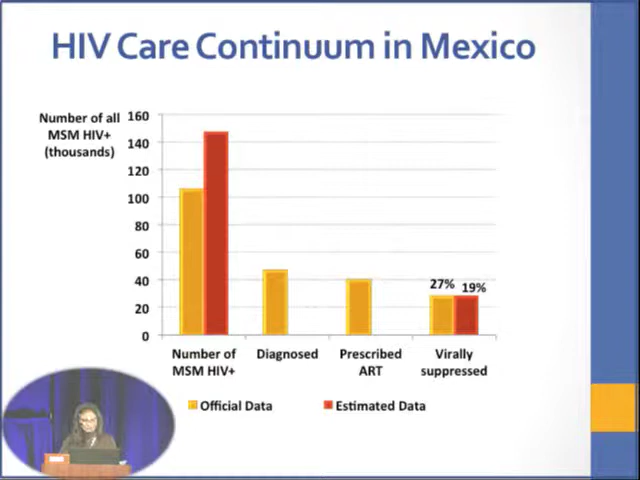 HIV Care Continuum in Mexico
Number of all
MSM HIV+
(thousands)
160
140
120
100
80
60
40
20
0
27%
19%
Number of
MSM HIV+
Diagnosed
Prescribed
ART
Virally
suppressed
Official Data
Estimated Data